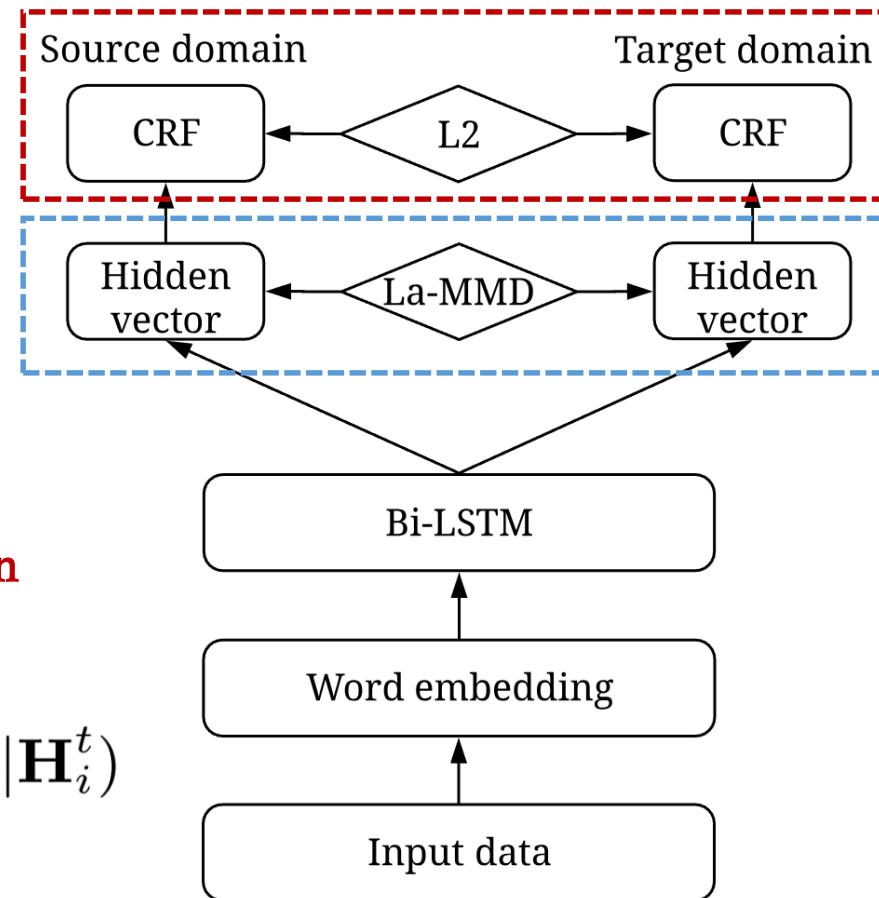 Source domain
Target domain
CRF
L2
CRF
Hidden
vector
La-MMD
Hidden
vector
Bi-LSTM
n
Word embedding
|𝐇ᵢᵗ)
Input data